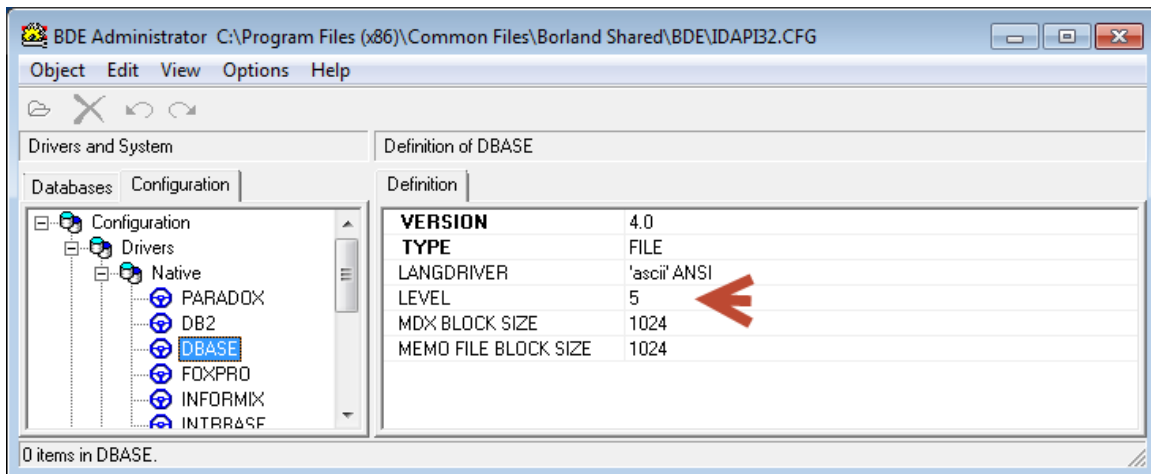 BDE Administrator C:\Program Files (x86)\Common Files\Borland Shared\BDE\IDAPI32.CFG
Object Edit View Options Help
Drivers and System
Definition of DBASE
Databases Configuration
Definition
Configuration
Drivers
Native
PARADOX
DB2
DBASE
FOXPRO
INFORMIX
INTRBASE
VERSION 4.0
TYPE FILE
LANGDRIVER 'ascii' ANSI
LEVEL 5
MDX BLOCK SIZE 1024
MEMO FILE BLOCK SIZE 1024
0 items in DBASE.